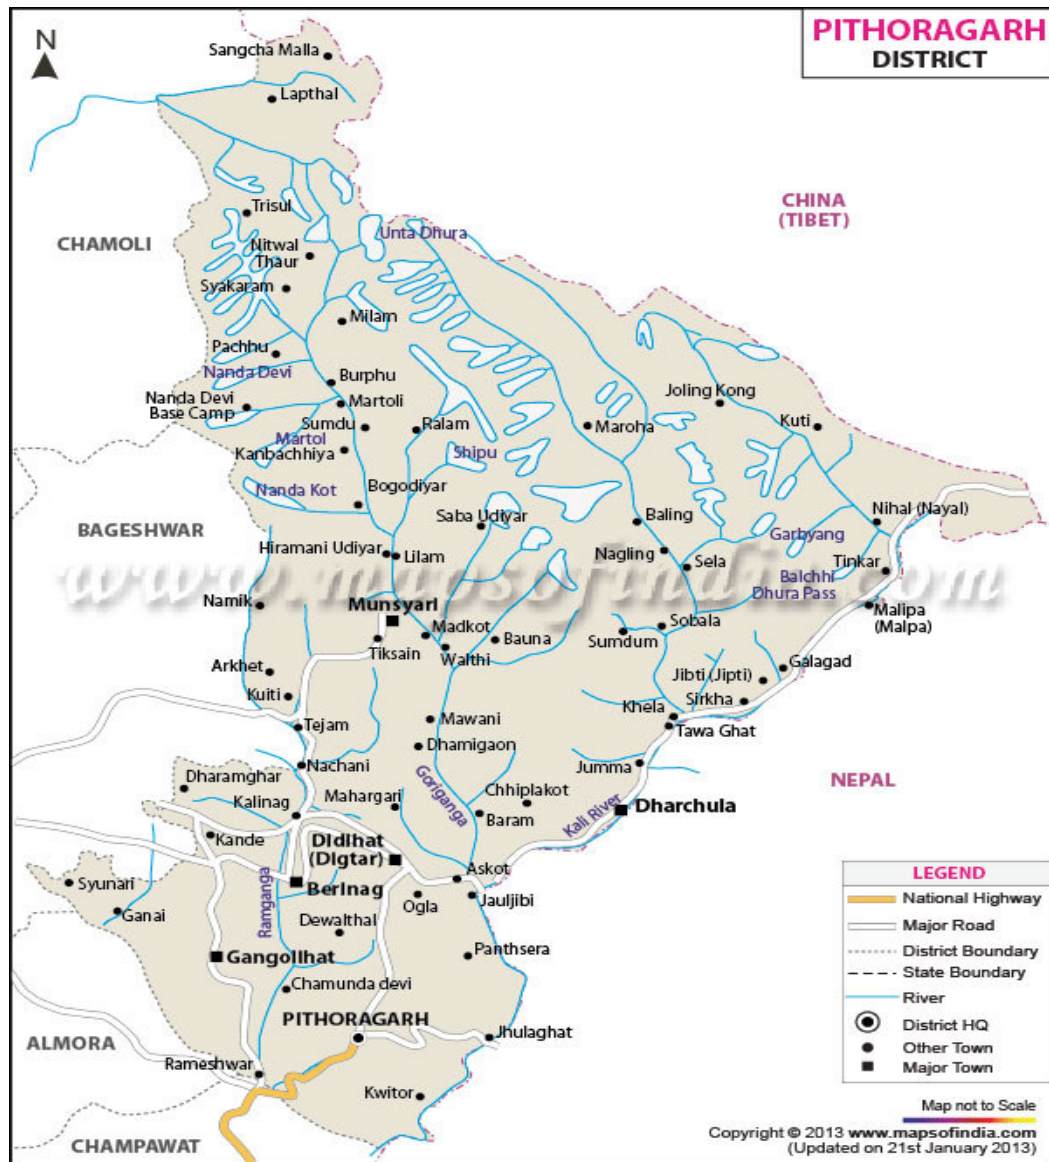 PITHORAGARH
DISTRICT
N
Sangcha Malla
Lapthal
CHINA
(TIBET)
Trisul
Unta Dhura
CHAMOLI
Nitwal
Thaur
Syakaram
Milam
Pachhu
Nanda Devi
Burphu
Joling Kong
Nanda Devi
Base Camp
Martoli
Sumdu
Ralam
Maroha
Kuti
Martol
Kanbachhiya
Shipu
Nanda Kot
Bogodiyar
BAGESHWAR
Saba Udiyar
Baling
Nihal (Nayal)
Garbyang
Hiramani Udiyar
Lilam
Nagling
Sela
Tinkar
www.mapsofindia.com
Balchhi
Dhura Pass
Namik
Munsyari
Malipa
(Malpa)
Madkot
Bauna
Sumdum
Sobala
Tiksain
Walthi
Arkhet
Jibti (Jipti)
Galagad
Kuiti
Khela
Sirkha
Tejam
Mawani
Tawa Ghat
Dhamigaon
Nachani
Jumma
Dharamghar
Goriganga
NEPAL
Kalinag
Mahargari
Chhiplakot
Baram
Kali River
Dharchula
Kande
Didihat
(Digtar)
Askot
Syunari
Berinag
Ramganga
Ogla
Jauljibi
Ganai
Dewalthal
Gangolihat
Panthsera
Chamunda devi
PITHORAGARH
Jhulaghat
ALMORA
Rameshwar
Kwitor
CHAMPAWAT
LEGEND
National Highway
Major Road
District Boundary
State Boundary
River
District HQ
Other Town
Major Town
Map not to Scale
Copyright © 2013 www.mapsofindia.com
(Updated on 21st January 2013)